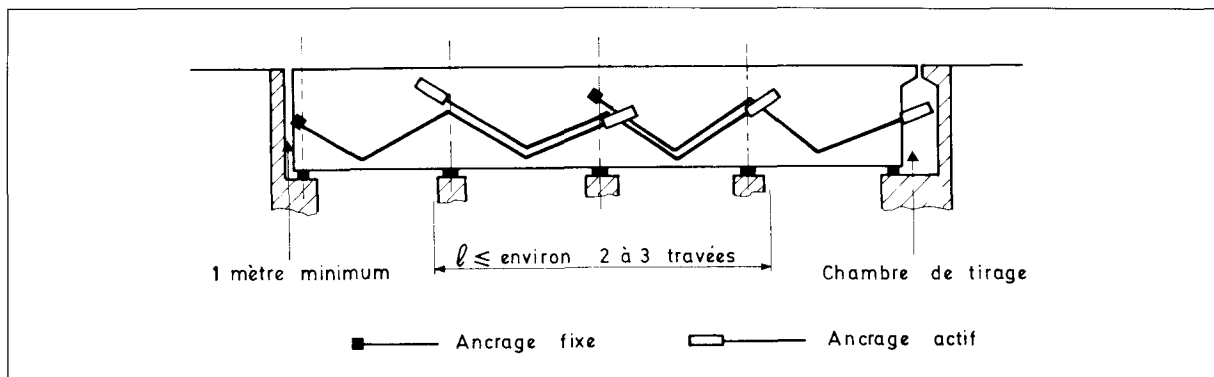 ℓ ≤ environ 2 à 3 travées
1 mètre minimum
Chambre de tirage
Ancrage fixe
Ancrage actif